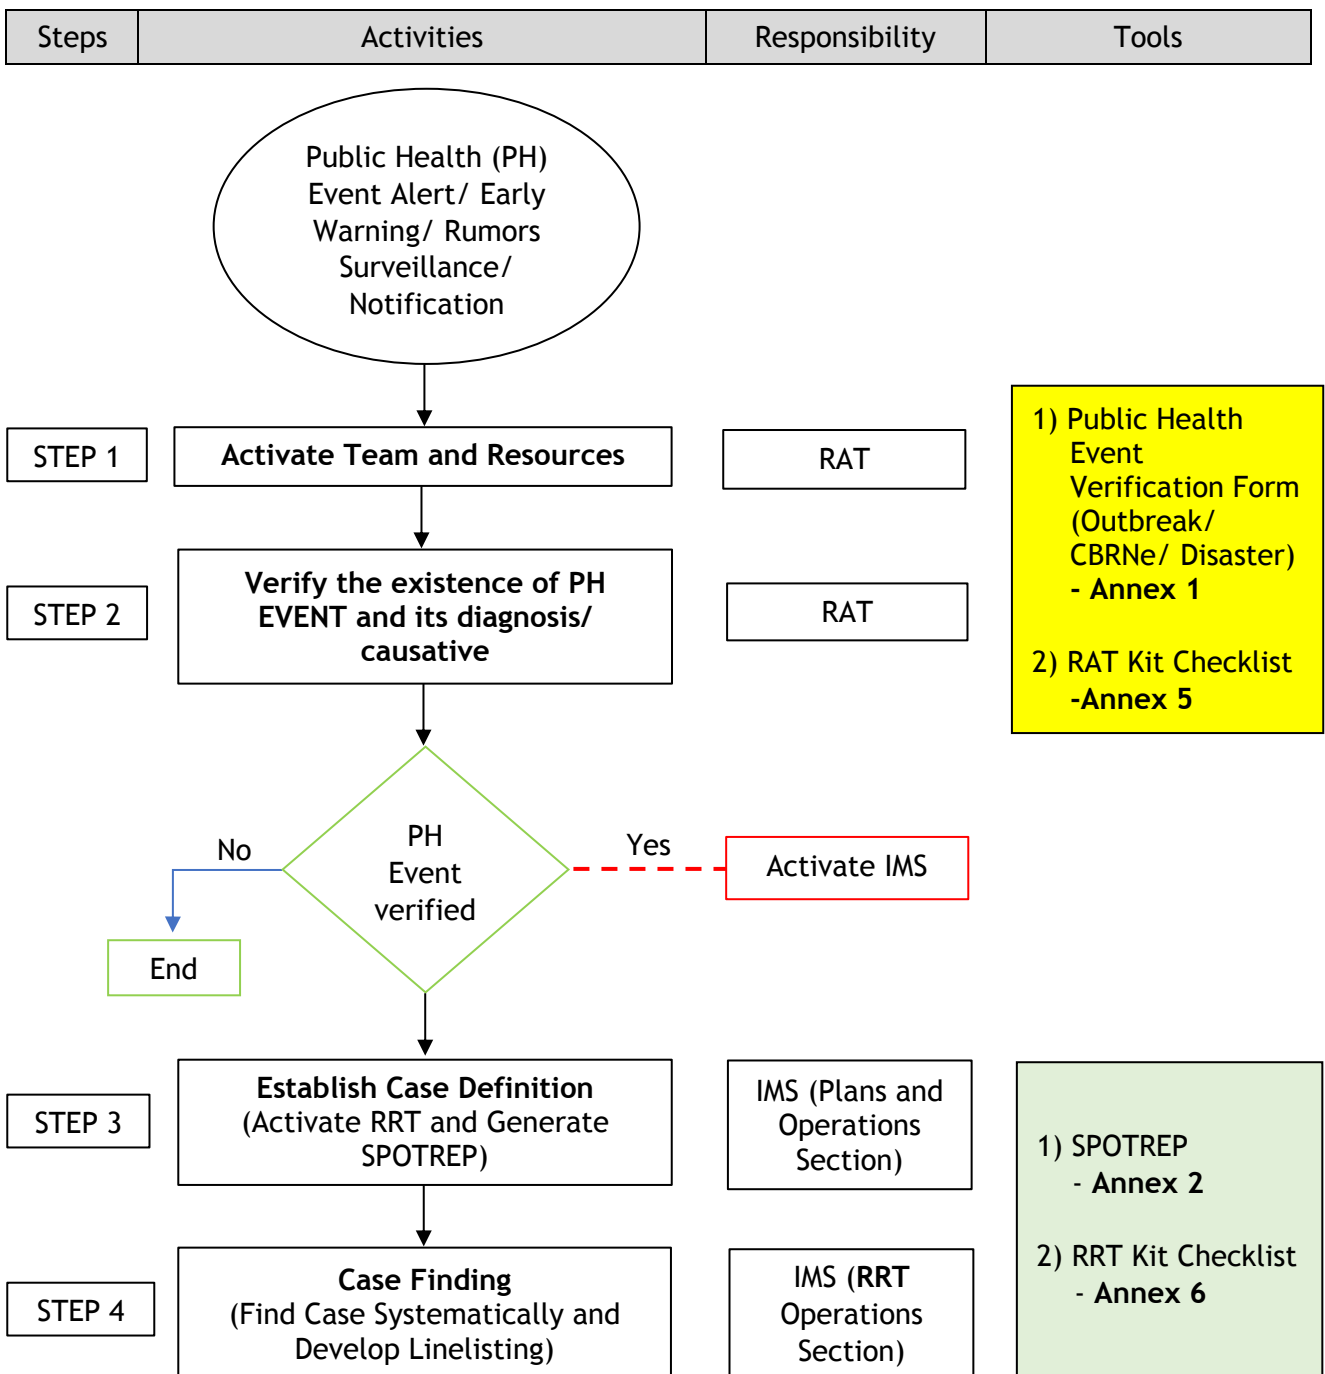 Steps
Activities
Responsibility
Tools
Public Health (PH)
Event Alert/ Early
Warning/ Rumors
Surveillance/
Notification
STEP 1
Activate Team and Resources
RAT
1) Public Health
Event
Verification Form
(Outbreak/
CBRNe/ Disaster)
- Annex 1
2) RAT Kit Checklist
-Annex 5
STEP 2
Verify the existence of PH
EVENT and its diagnosis/
causative
RAT
PH
Event
verified
No
Yes
Activate IMS
End
STEP 3
Establish Case Definition
(Activate RRT and Generate
SPOTREP)
IMS (Plans and
Operations
Section)
1) SPOTREP
- Annex 2
2) RRT Kit Checklist
- Annex 6
STEP 4
Case Finding
(Find Case Systematically and
Develop Linelisting)
IMS (RRT
Operations
Section)